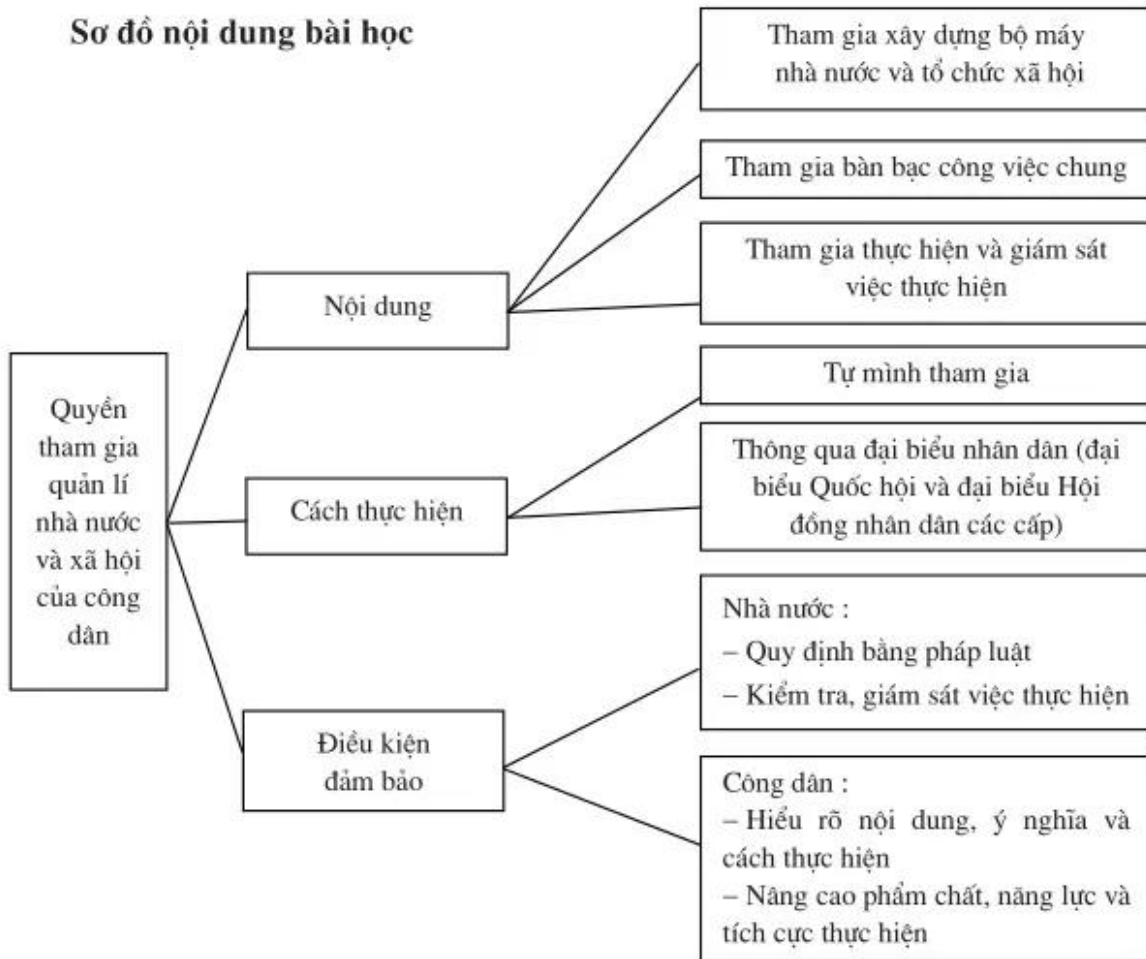 Sơ đồ nội dung bài học
Quyền
tham gia
quản lí
nhà nước
và xã hội
của công
dân
Nội dung
Tham gia xây dựng bộ máy
nhà nước và tổ chức xã hội
Tham gia bàn bạc công việc chung
Tham gia thực hiện và giám sát
việc thực hiện
Cách thực hiện
Tự mình tham gia
Thông qua đại biểu nhân dân (đại
biểu Quốc hội và đại biểu Hội
đồng nhân dân các cấp)
Điều kiện
đảm bảo
Nhà nước :
– Quy định bằng pháp luật
– Kiểm tra, giám sát việc thực hiện
Công dân :
– Hiểu rõ nội dung, ý nghĩa và
cách thực hiện
– Nâng cao phẩm chất, năng lực và
tích cực thực hiện